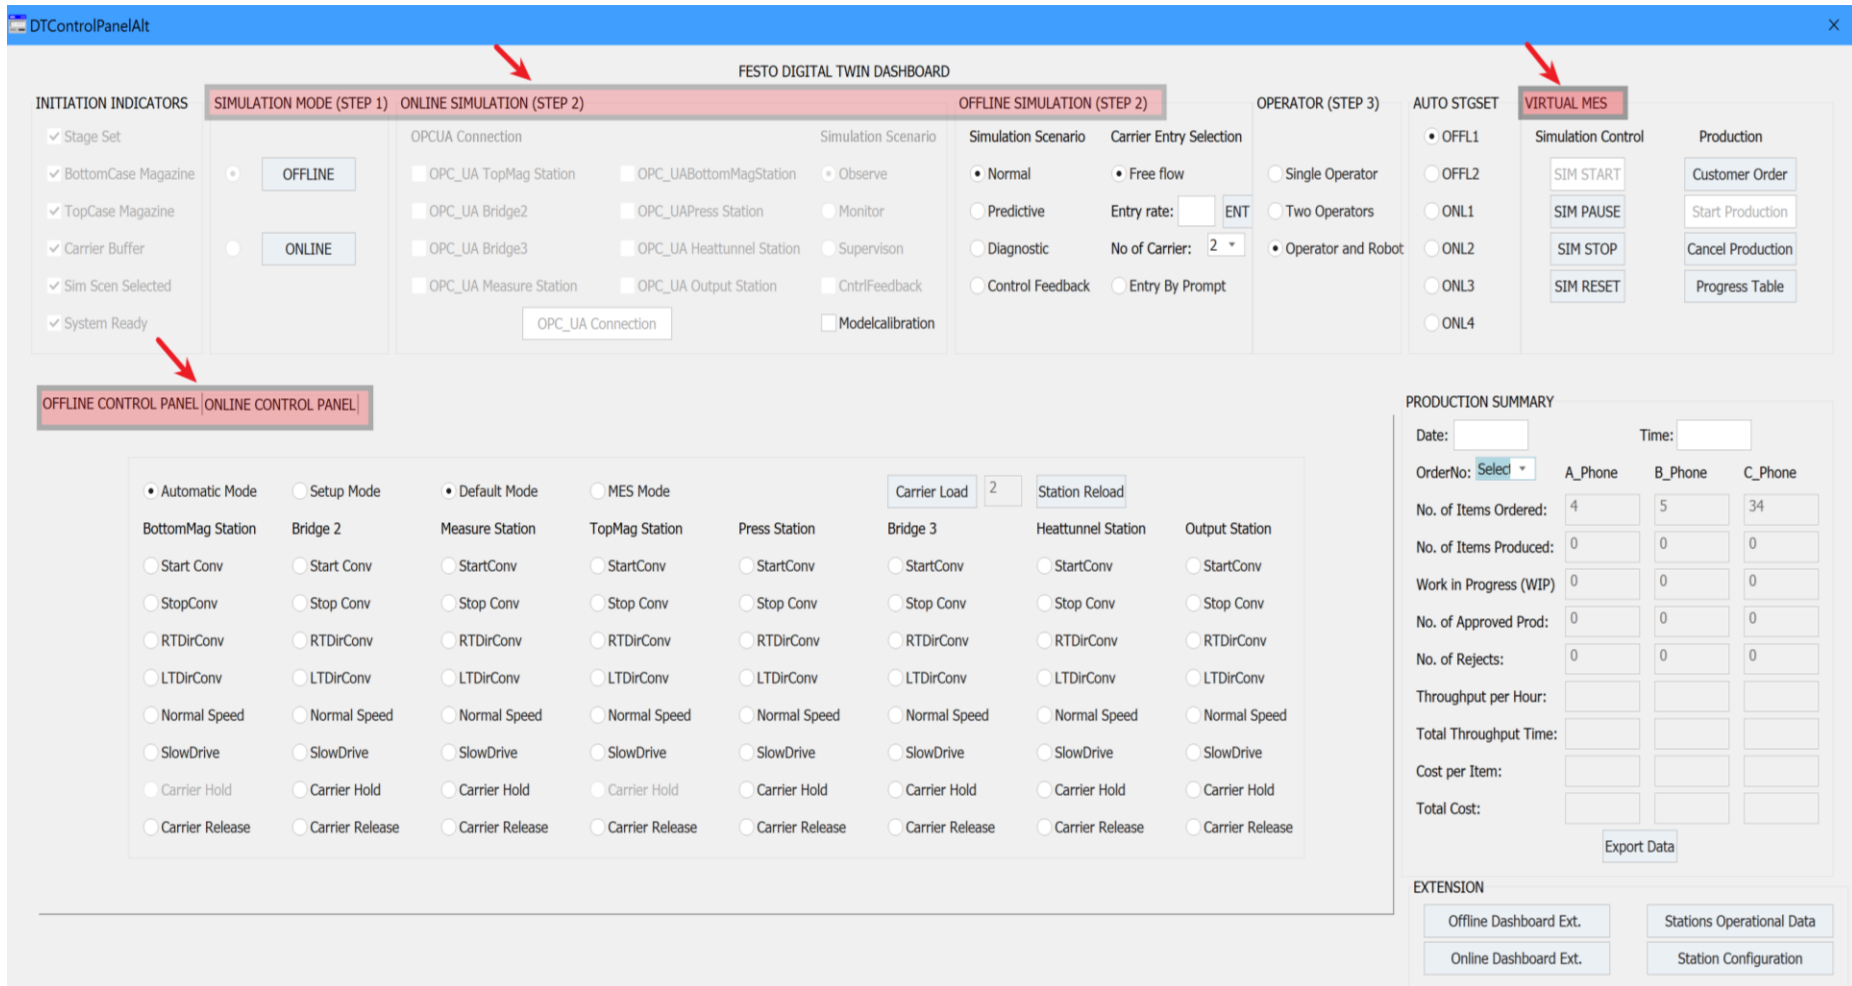 DTControlPanelAlt
X
FESTO DIGITAL TWIN DASHBOARD
INITIATION INDICATORS SIMULATION MODE (STEP 1) ONLINE SIMULATION (STEP 2) OFFLINE SIMULATION (STEP 2) OPERATOR (STEP 3) AUTO STGSET VIRTUAL MES
Stage Set OPCUA Connection Simulation Scenario Simulation Scenario Carrier Entry Selection OFFL1 Simulation Control Production
BottomCase Magazine OFFLINE OPC_UA TopMag Station OPC_UABottomMagStation Observe Normal Free flow Single Operator OFFL2 SIM START Customer Order
TopCase Magazine OPC_UA Bridge2 OPC_UAPress Station Monitor Predictive Entry rate: ENT Two Operators ONL1 SIM PAUSE Start Production
Carrier Buffer ONLINE OPC_UA Bridge3 OPC_UA Heattunnel Station Supervison Diagnostic No of Carrier: 2 Operator and Robot ONL2 SIM STOP Cancel Production
Sim Scen Selected OPC_UA Measure Station OPC_UA Output Station CntrlFeedback Control Feedback Entry By Prompt ONL3 SIM RESET Progress Table
System Ready OPC_UA Connection Modelcalibration ONL4
OFFLINE CONTROL PANEL ONLINE CONTROL PANEL
Automatic Mode Setup Mode Default Mode MES Mode Carrier Load 2 Station Reload
BottomMag Station Bridge 2 Measure Station TopMag Station Press Station Bridge 3 Heattunnel Station Output Station
Start Conv Start Conv StartConv StartConv StartConv StartConv StartConv StartConv
StopConv Stop Conv Stop Conv Stop Conv Stop Conv Stop Conv Stop Conv Stop Conv
RTDirConv RTDirConv RTDirConv RTDirConv RTDirConv RTDirConv RTDirConv RTDirConv
LTDirConv LTDirConv LTDirConv LTDirConv LTDirConv LTDirConv LTDirConv LTDirConv
Normal Speed Normal Speed Normal Speed Normal Speed Normal Speed Normal Speed Normal Speed Normal Speed
SlowDrive SlowDrive SlowDrive SlowDrive SlowDrive SlowDrive SlowDrive SlowDrive
Carrier Hold Carrier Hold Carrier Hold Carrier Hold Carrier Hold Carrier Hold Carrier Hold Carrier Hold
Carrier Release Carrier Release Carrier Release Carrier Release Carrier Release Carrier Release Carrier Release Carrier Release
PRODUCTION SUMMARY
Date: Time:
OrderNo: Select A_Phone B_Phone C_Phone
No. of Items Ordered: 4 5 34
No. of Items Produced: 0 0 0
Work in Progress (WIP) 0 0 0
No. of Approved Prod: 0 0 0
No. of Rejects: 0 0 0
Throughput per Hour:
Total Throughput Time:
Cost per Item:
Total Cost:
Export Data
EXTENSION
Offline Dashboard Ext. Stations Operational Data
Online Dashboard Ext. Station Configuration